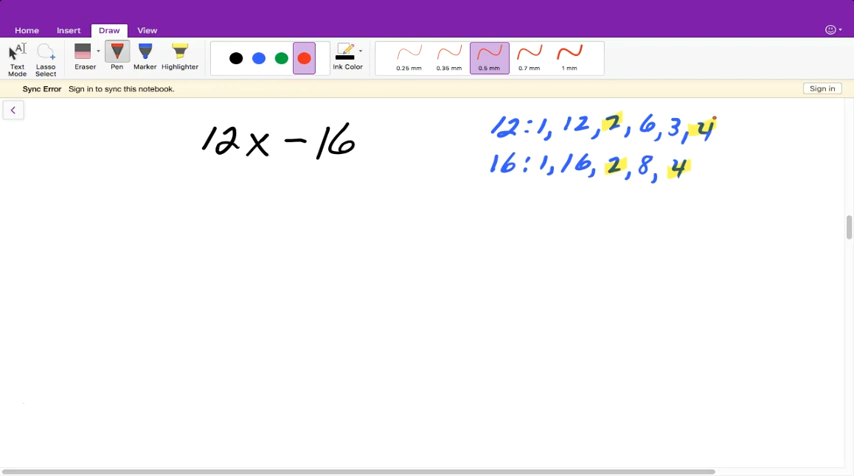 Home Insert Draw View
Text Mode
Lasso Select
Eraser
Pen
Marker
Highlighter
Ink Color
0.25 mm
0.35 mm
0.5 mm
0.7 mm
1 mm
Sync Error Sign in to sync this notebook.
Sign in
12x - 16
12: 1, 12, 2, 6, 3, 4
16: 1, 16, 2, 8, 4